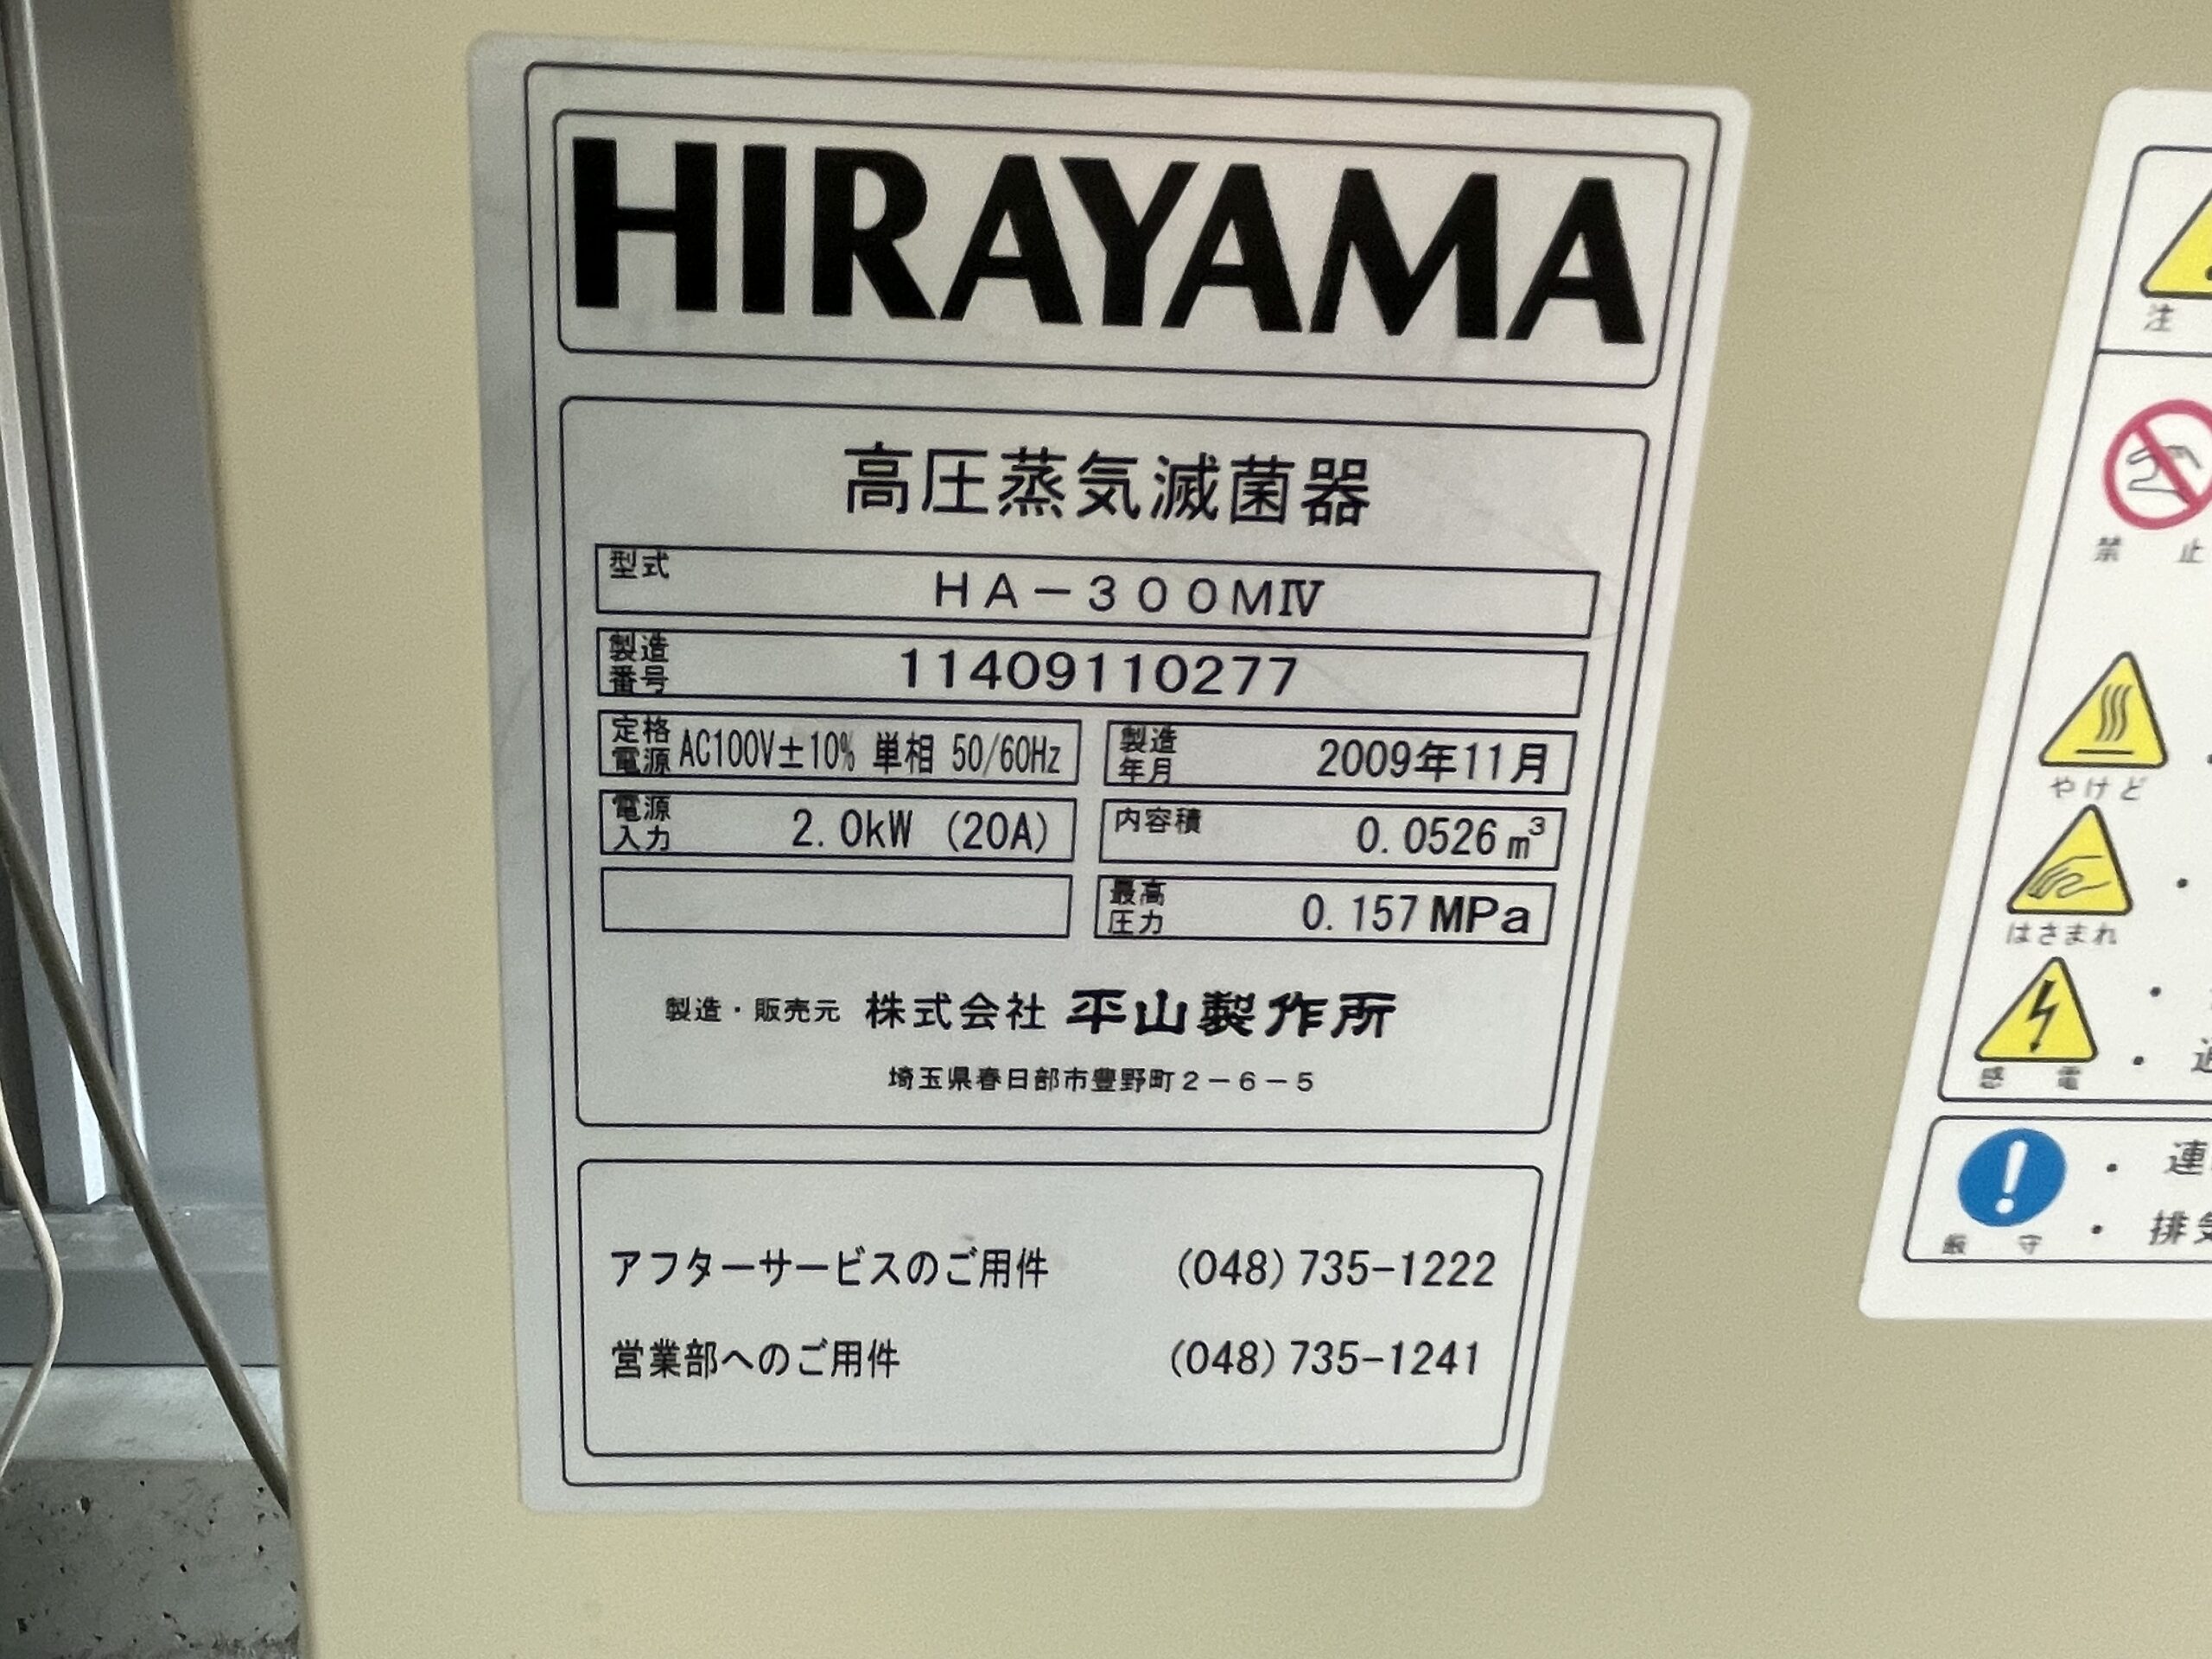 HIRAYAMA
高圧蒸気滅菌器
型式 HA-300MⅣ
製造番号 11409110277
定格電源 AC100V±10% 単相 50/60Hz
製造年月 2009年11月
電源入力 2.0kW (20A)
内容積 0.0526m³
最高圧力 0.157MPa
製造・販売元 株式会社 平山製作所
埼玉県春日部市豊野町2-6-5
アフターサービスのご用件 (048)735-1222
営業部へのご用件 (048)735-1241
注
禁止
やけど
はさまれ
感電
厳守
・連
・排気